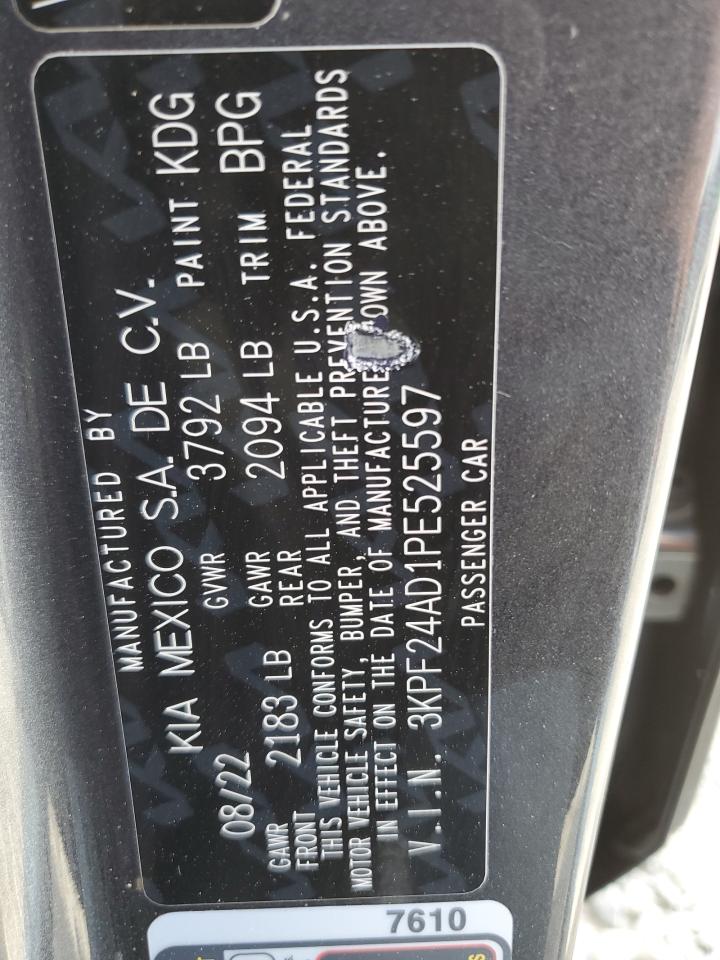 MANUFACTURED BY
KIA MEXICO S.A. DE C.V.
08/22 GVWR 3792 LB PAINT KDG
GAWR FRONT 2183 LB GAWR REAR 2094 LB TRIM BPG
THIS VEHICLE CONFORMS TO ALL APPLICABLE U.S.A. FEDERAL
MOTOR VEHICLE SAFETY, BUMPER, AND THEFT PREVENTION STANDARDS
IN EFFECT ON THE DATE OF MANUFACTURE OWN ABOVE.
V.I.N. 3KPF24AD1PE525597
PASSENGER CAR
7610